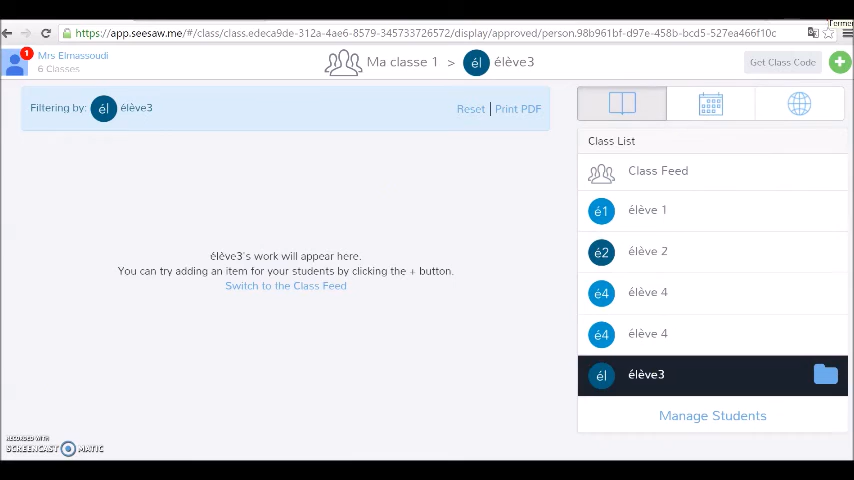 Fermer
https://app.seesaw.me/#/class/class.edeca9de-312a-4ae6-8579-345733726572/display/approved/person.98b961bf-d97e-458b-bcd5-527ea466f10c
1
Mrs Elmassoudi
6 Classes
Ma classe 1 > él élève3
Get Class Code
Filtering by: él élève3
Reset | Print PDF
Class List
Class Feed
é1 élève 1
é2 élève 2
é4 élève 4
é4 élève 4
él élève3
Manage Students
élève3's work will appear here.
You can try adding an item for your students by clicking the + button.
Switch to the Class Feed
RECORDED WITH
SCREENCAST MATIC